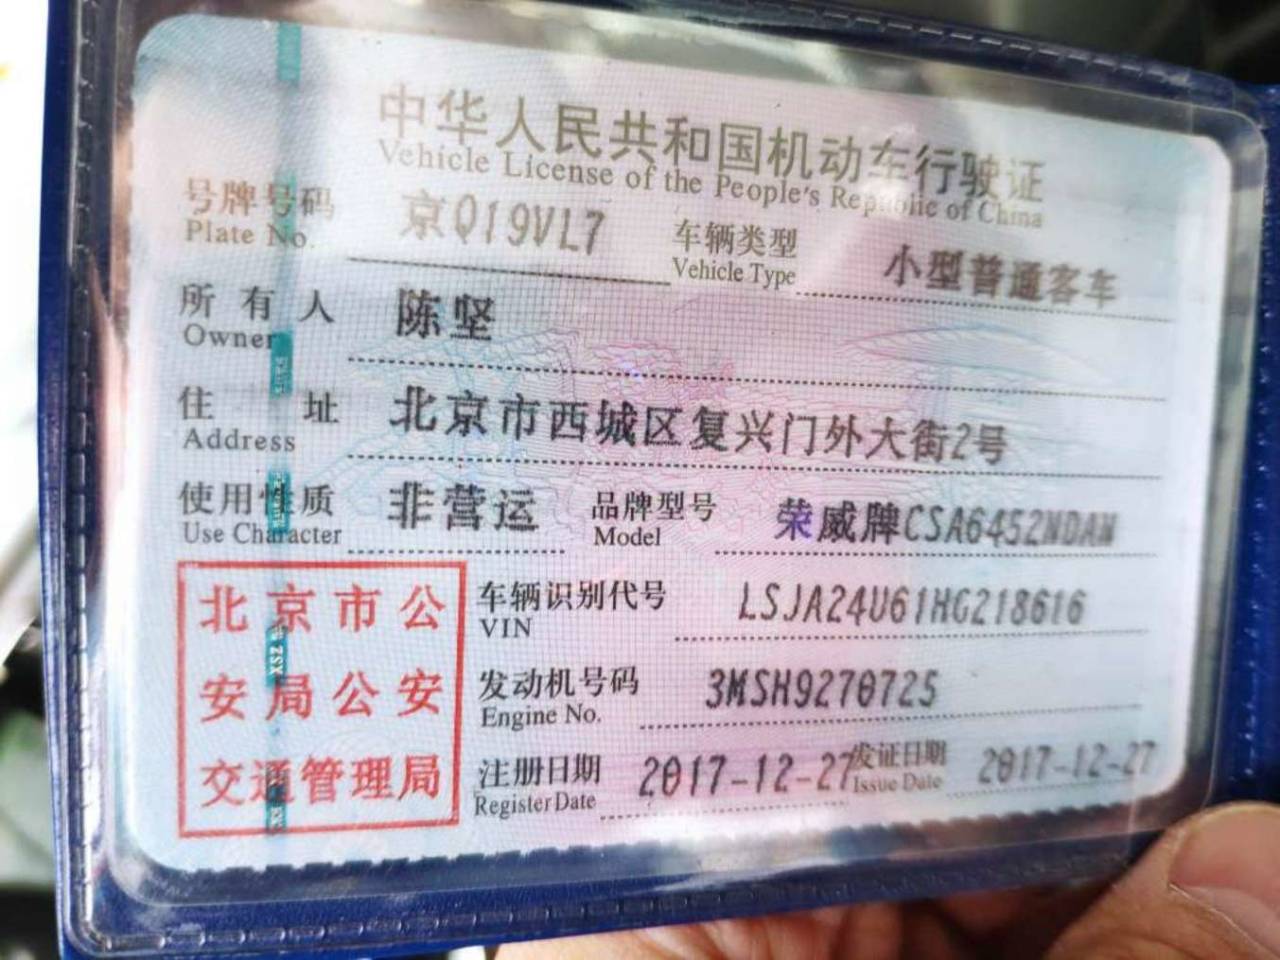 中华人民共和国机动车行驶证
Vehicle License of the People's Republic of China
号牌号码 京Q19VL7 车辆类型 小型普通客车
Plate No. Vehicle Type
所有人 陈坚
Owner
住址 北京市西城区复兴门外大街2号
Address
使用性质 非营运 品牌型号 荣威牌CSA6452NDAN
Use Character Model
北京市公
安局公安
交通管理局
车辆识别代号 LSJA24U61HG218616
VIN
发动机号码 3MSH9270725
Engine No.
注册日期 2017-12-27 发证日期 2017-12-27
Register Date Issue Date